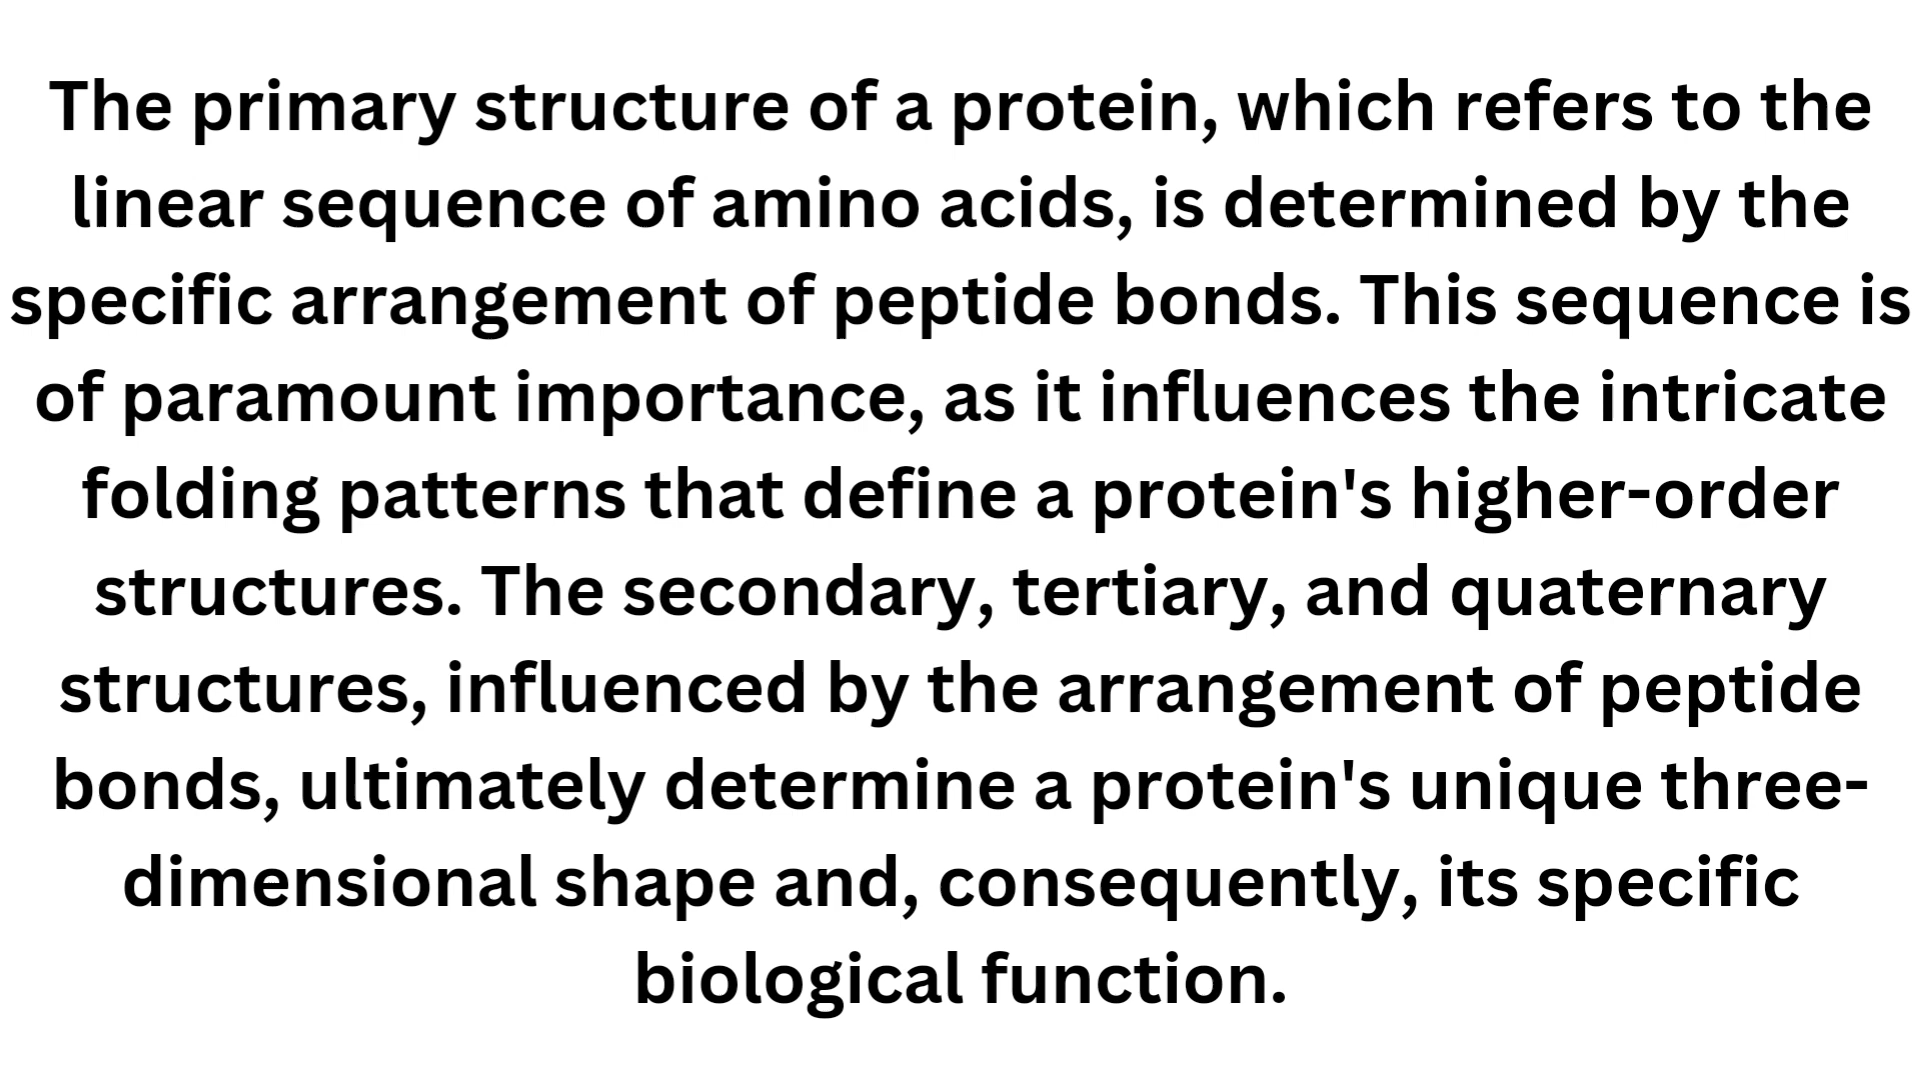 The primary structure of a protein, which refers to the
linear sequence of amino acids, is determined by the
specific arrangement of peptide bonds. This sequence is
of paramount importance, as it influences the intricate
folding patterns that define a protein's higher-order
structures. The secondary, tertiary, and quaternary
structures, influenced by the arrangement of peptide
bonds, ultimately determine a protein's unique three-
dimensional shape and, consequently, its specific
biological function.